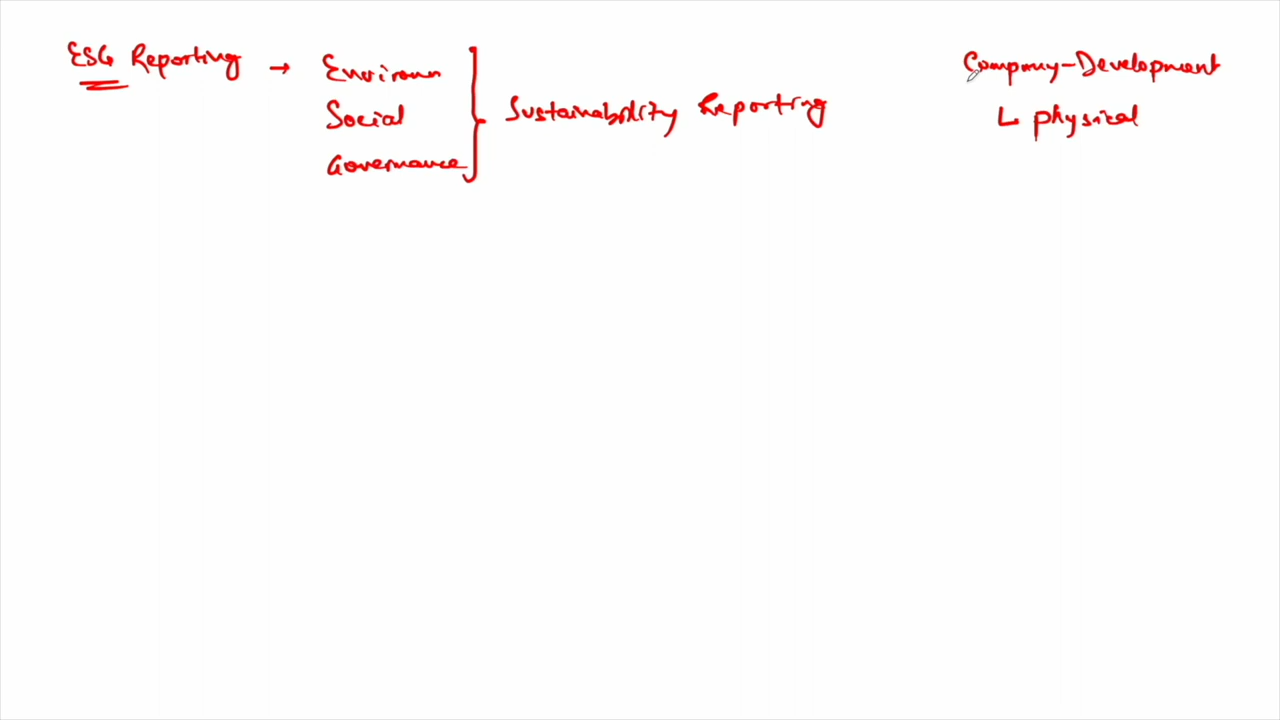 ESG Reporting → Environ
Social
Governance
Sustainability Reporting
Company-Development
physical